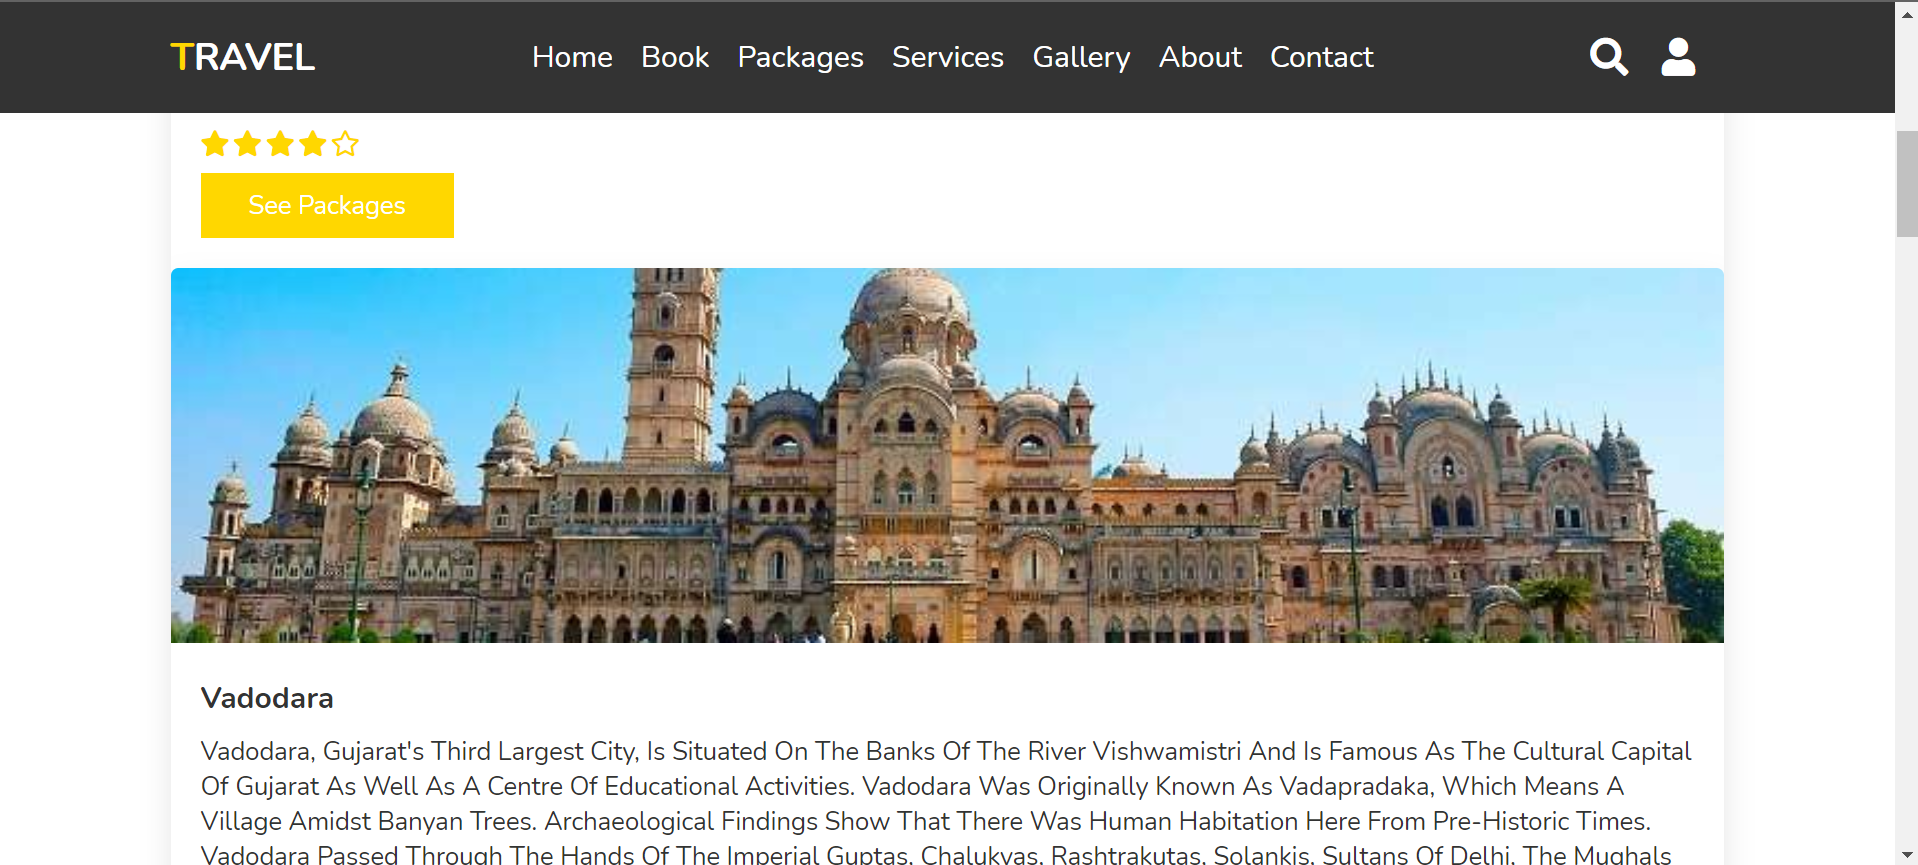 TRAVEL
Home Book Packages Services Gallery About Contact
See Packages
Vadodara
Vadodara, Gujarat's Third Largest City, Is Situated On The Banks Of The River Vishwamistri And Is Famous As The Cultural Capital
Of Gujarat As Well As A Centre Of Educational Activities. Vadodara Was Originally Known As Vadapradaka, Which Means A
Village Amidst Banyan Trees. Archaeological Findings Show That There Was Human Habitation Here From Pre-Historic Times.
Vadodara Passed Through The Hands Of The Imperial Guptas, Chalukyas, Rashtrakutas, Solankis, Sultans Of Delhi, The Mughals